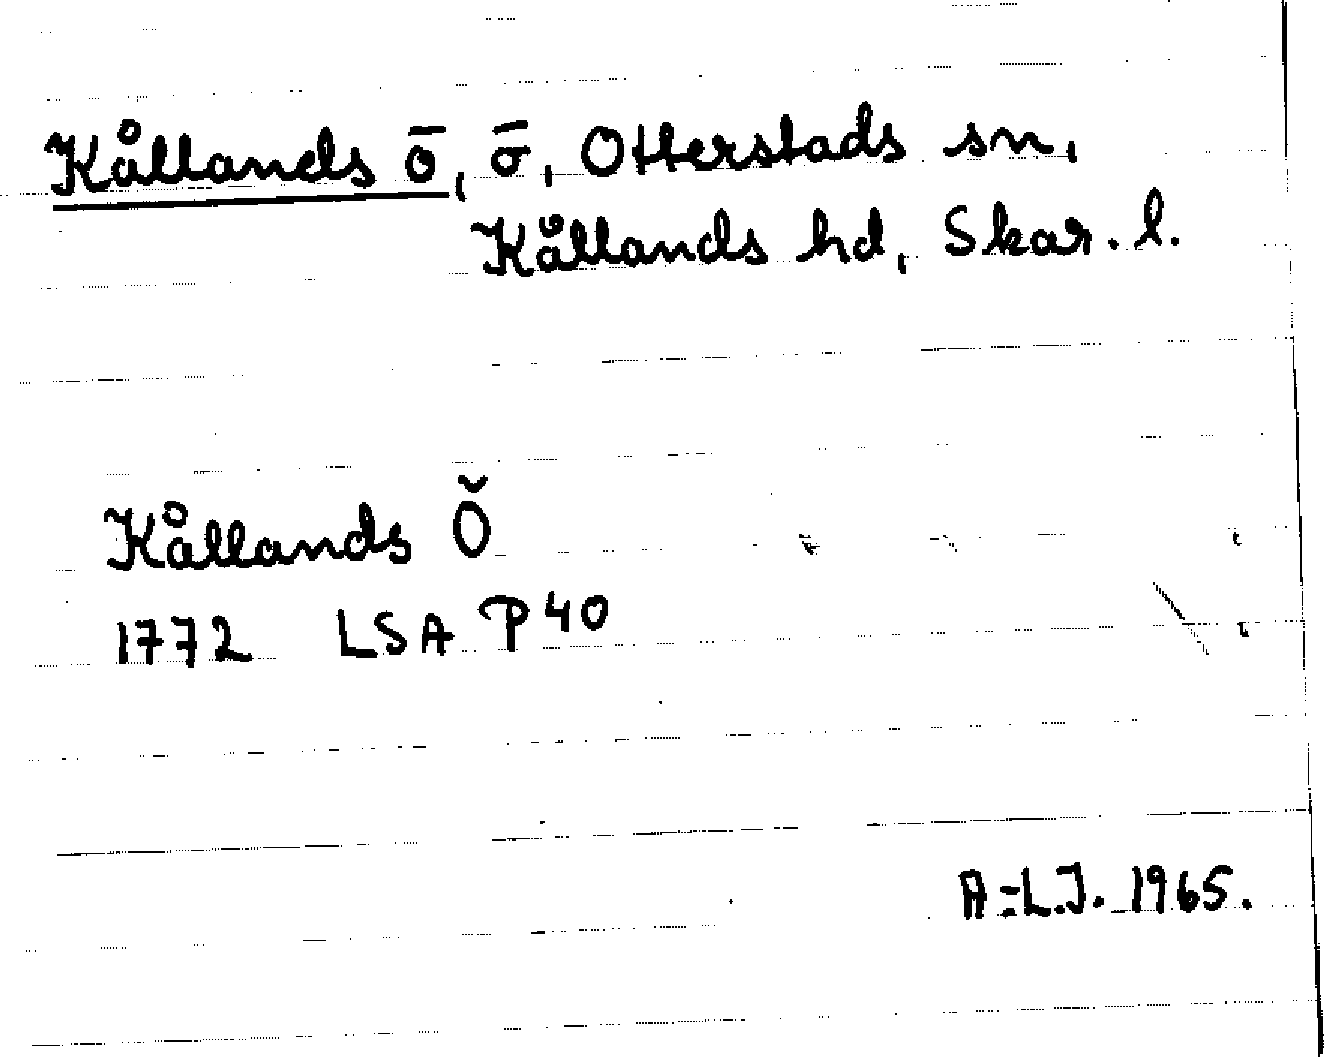 Kållands ö, ö, Otterstads sn,
Kållands hd, Skar. l.
Kållands Ö
1772 LSA P40
A-L.J. 1965.